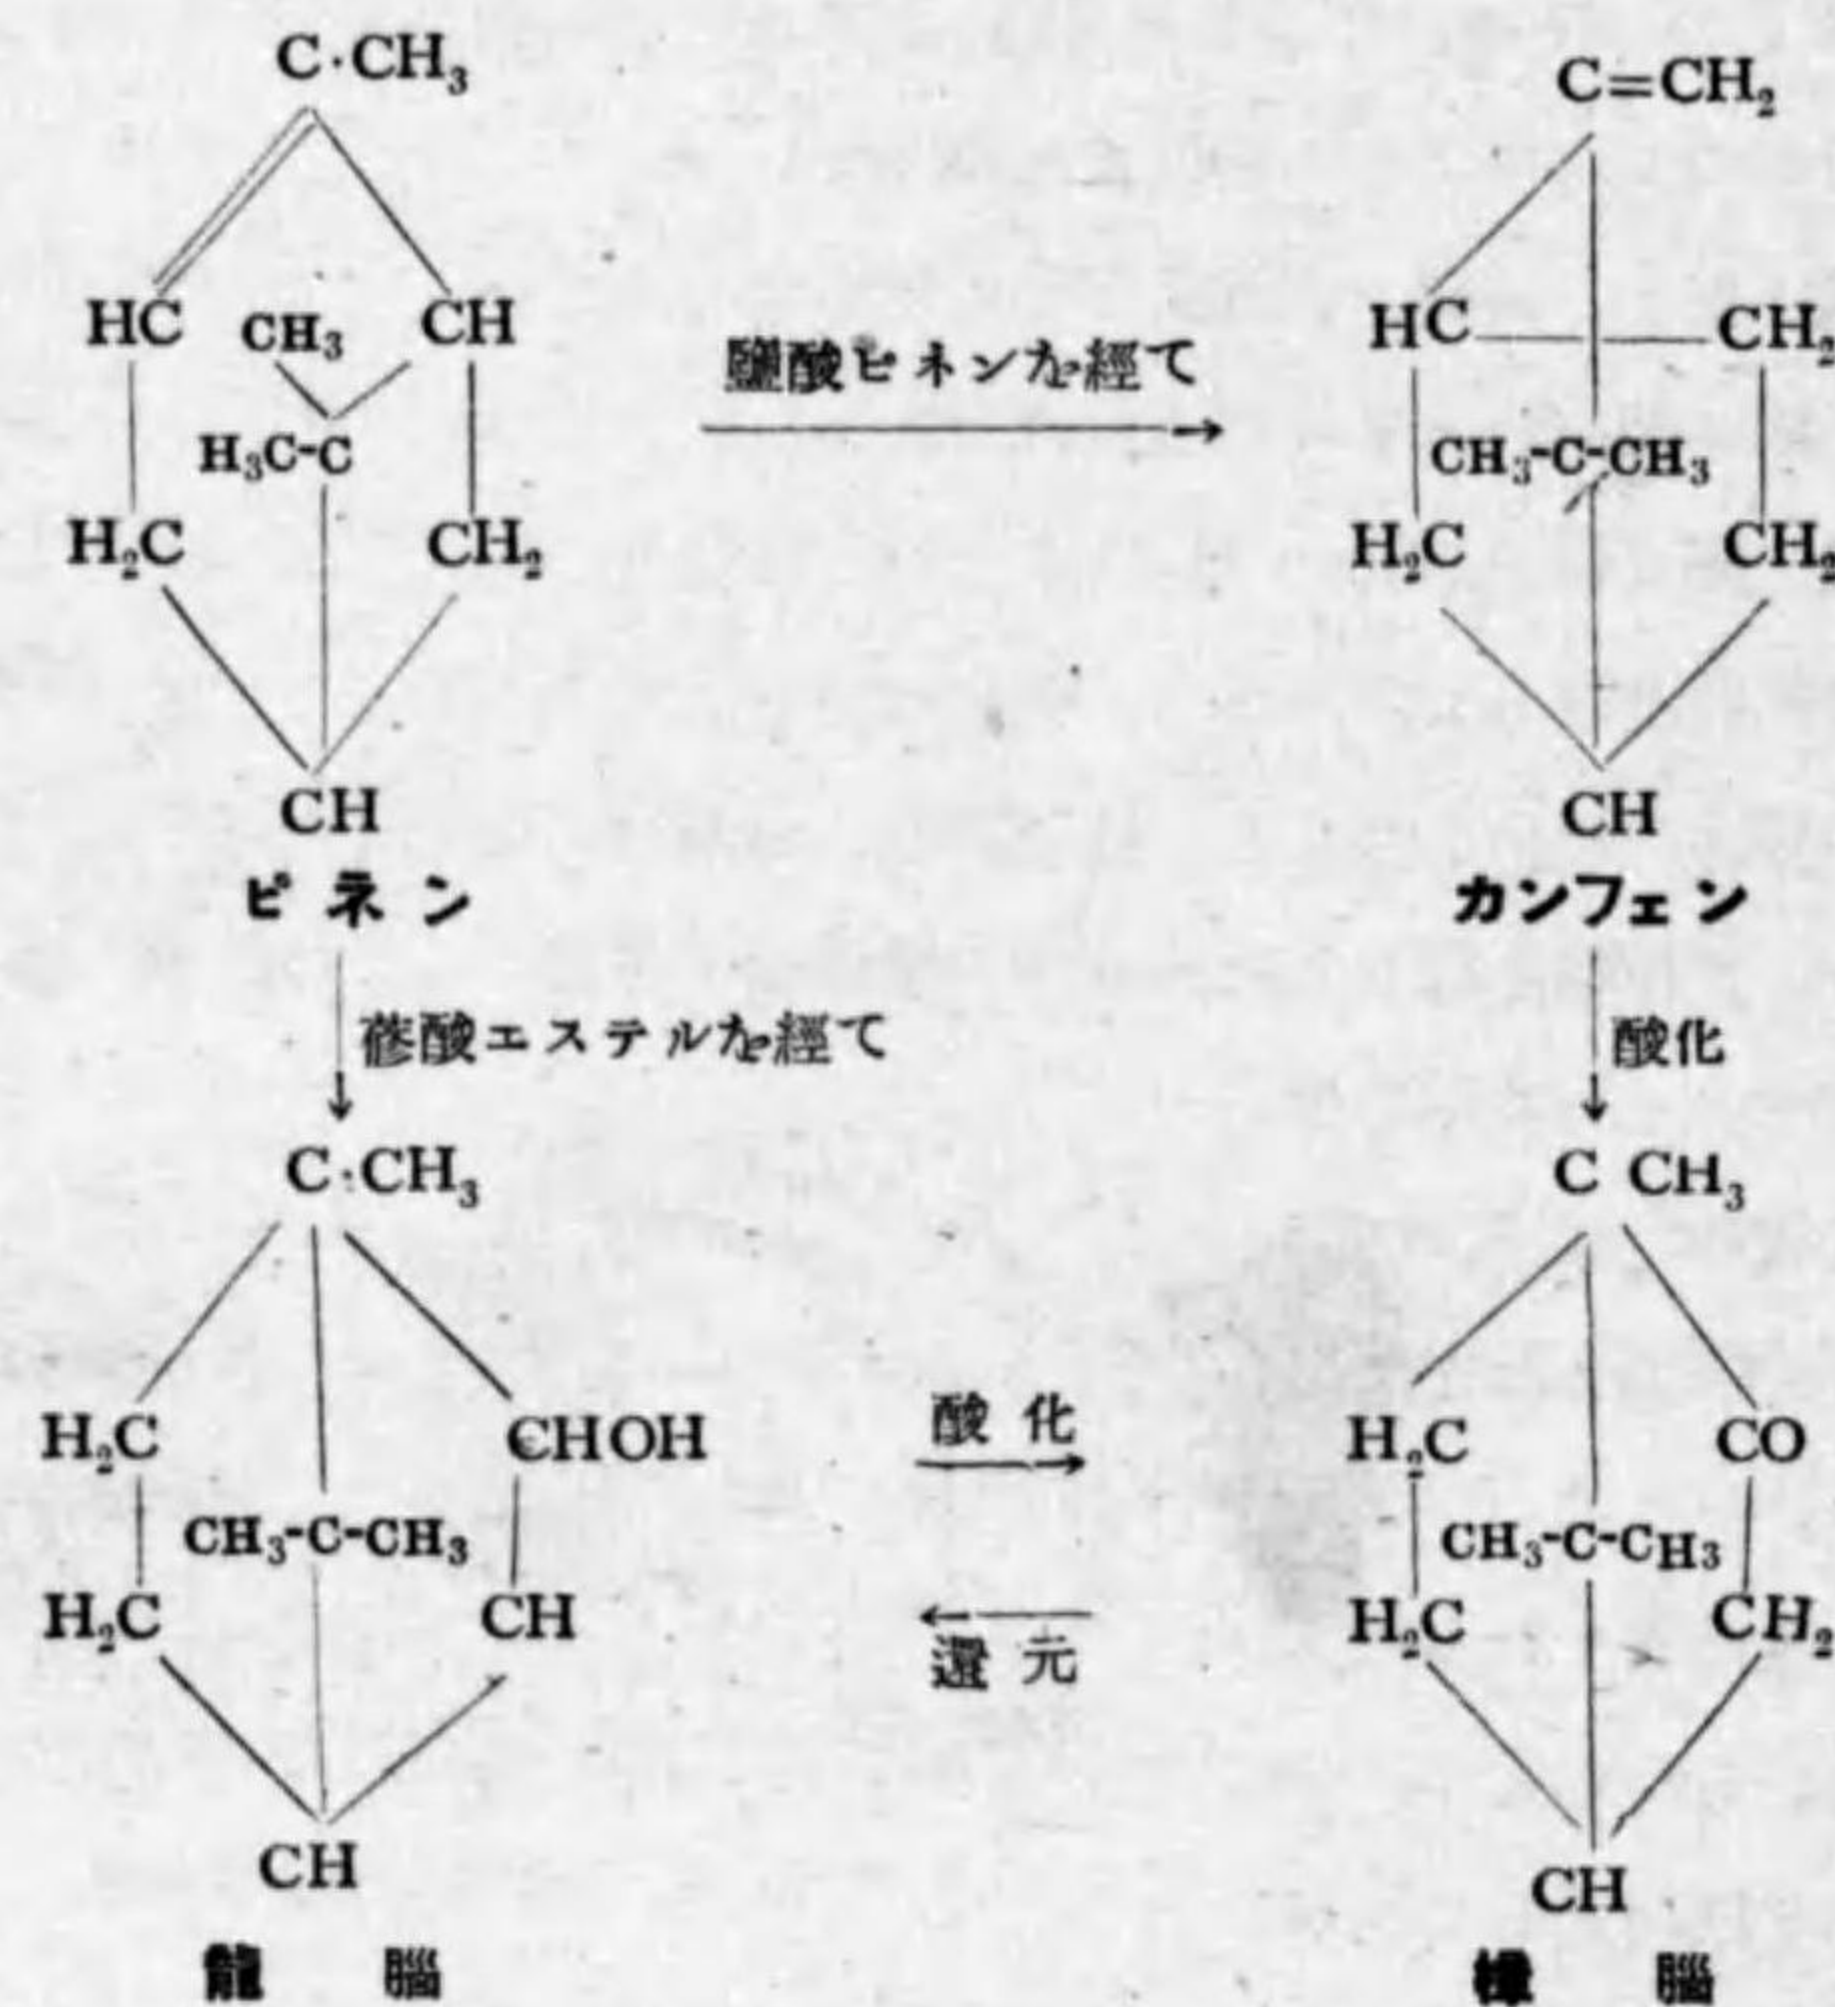 C·CH₃
HC CH₃ CH
H₃C-C
H₂C CH₂
CH
ピネン
鹽酸ピネンを經て
C=CH₂
HC CH₂
CH₃-C-CH₃
H₂C CH₂
CH
カンフェン
蓚酸エステルを經て
酸化
C·CH₃
H₂C CHOH
CH₃-C-CH₃
H₂C CH
CH
龍腦
酸化
還元
C CH₃
H₂C CO
CH₃-C-CH₃
H₂C CH₂
CH
樟腦